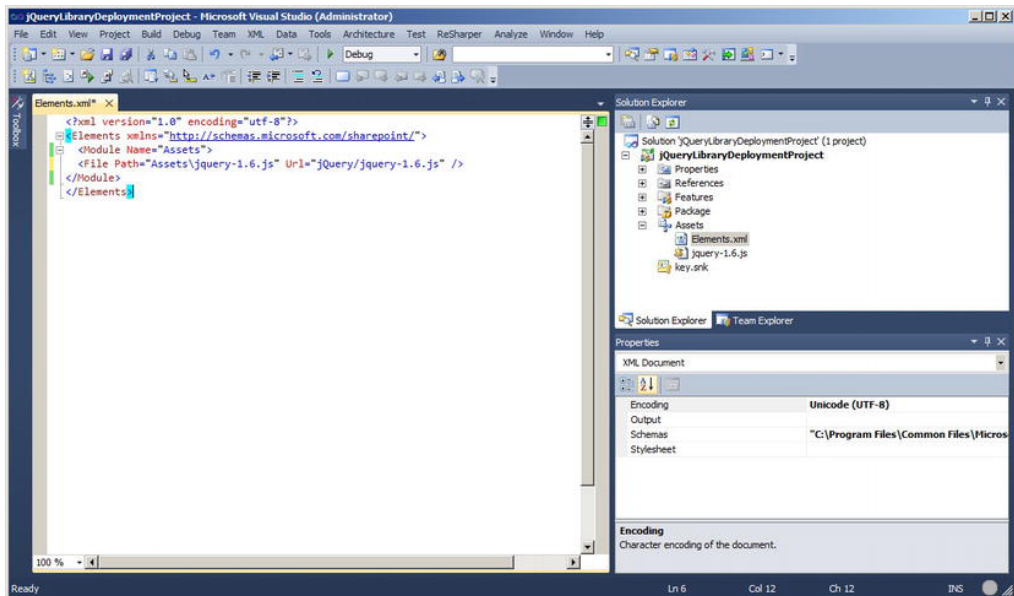 jQueryLibraryDeploymentProject - Microsoft Visual Studio (Administrator)
File Edit View Project Build Debug Team XML Data Tools Architecture Test ReSharper Analyze Window Help
Debug
Toolbox
Elements.xml*
<?xml version="1.0" encoding="utf-8"?>
<Elements xmlns="http://schemas.microsoft.com/sharepoint/">
<Module Name="Assets">
<File Path="Assets\jquery-1.6.js" Url="jQuery/jquery-1.6.js" />
</Module>
</Elements>
100 %
Solution Explorer
Solution 'jQueryLibraryDeploymentProject' (1 project)
jQueryLibraryDeploymentProject
Properties
References
Features
Package
Assets
Elements.xml
jquery-1.6.js
key.snk
Solution Explorer Team Explorer
Properties
XML Document
Encoding Unicode (UTF-8)
Output
Schemas "C:\Program Files\Common Files\Micros
Stylesheet
Encoding
Character encoding of the document.
Ready Ln 6 Col 12 Ch 12 INS